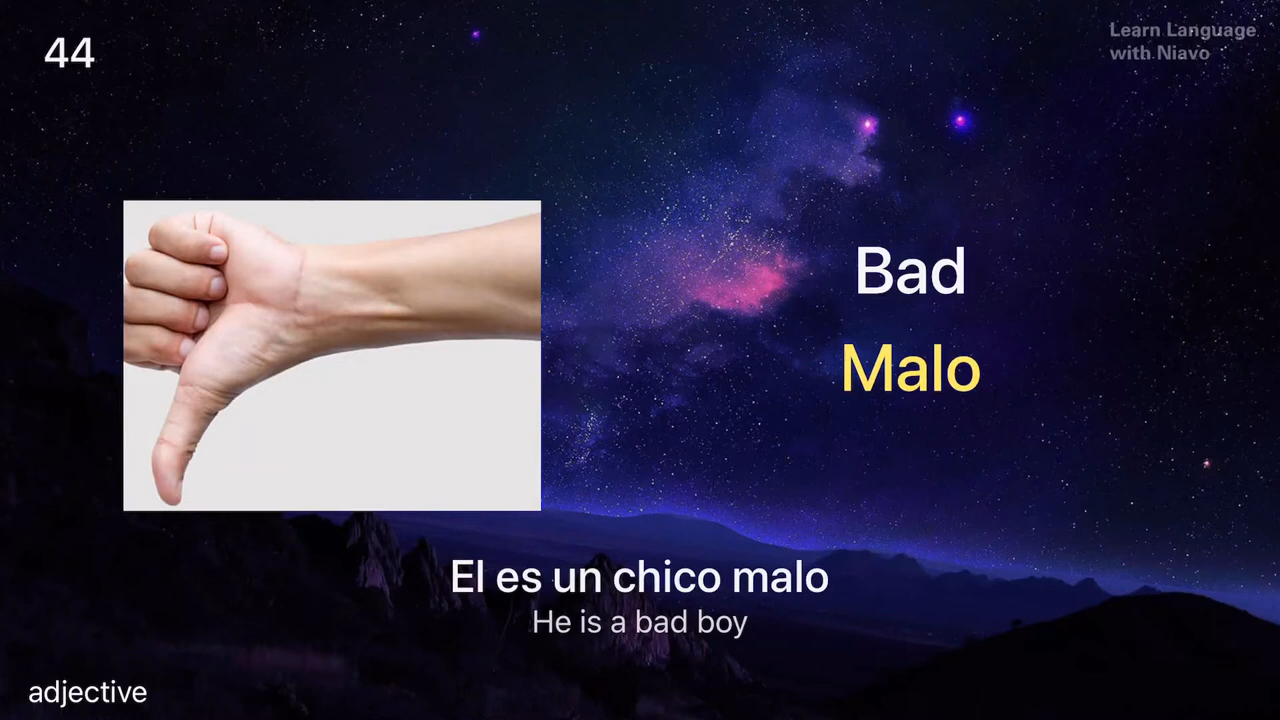 44
Learn Language
with Niavo
Bad
Malo
El es un chico malo
He is a bad boy
adjective